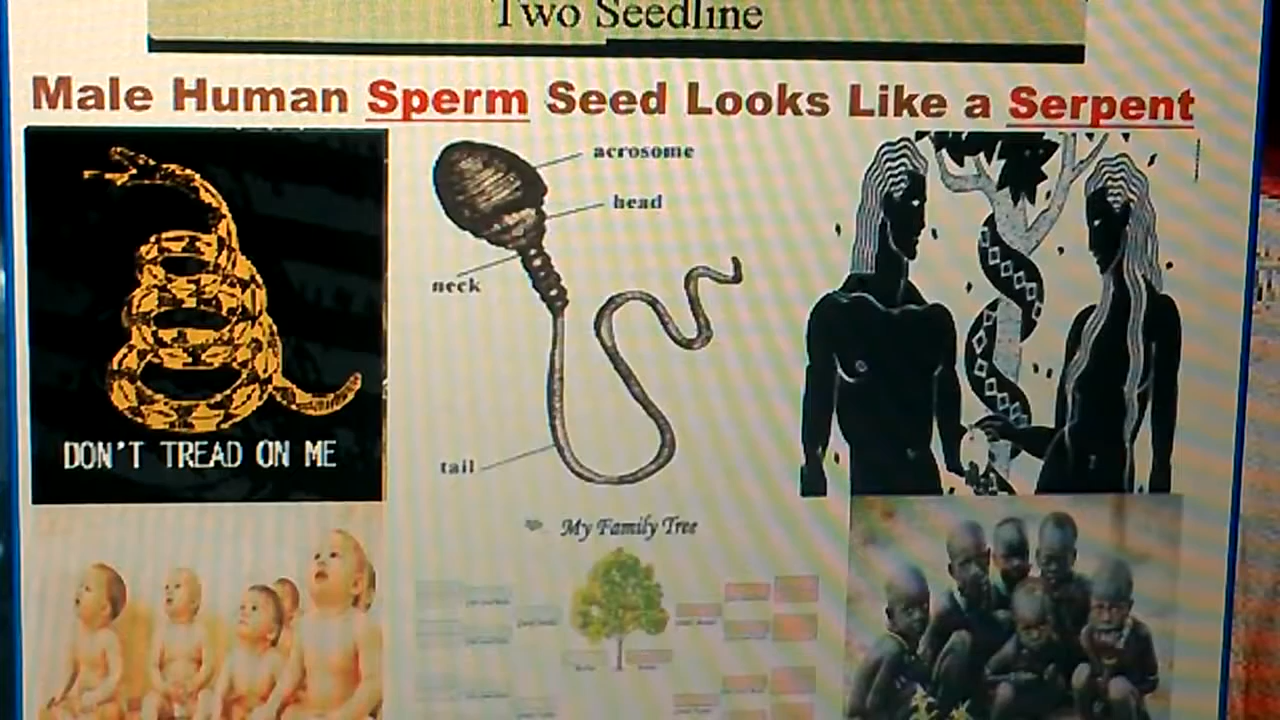 Two Seedline
Male Human Sperm Seed Looks Like a Serpent
acrosome
head
neck
tail
DON'T TREAD ON ME
My Family Tree